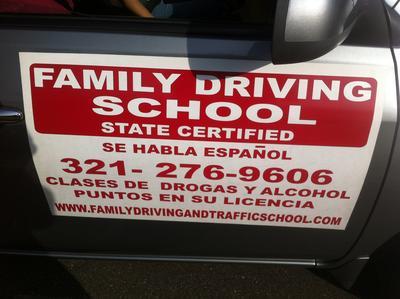 FAMILY DRIVING
SCHOOL
STATE CERTIFIED
SE HABLA ESPAÑOL
321- 276-9606
CLASES DE DROGAS Y ALCOHOL
PUNTOS EN SU LICENCIA
WWW.FAMILYDRIVINGANDTRAFFICSCHOOL.COM